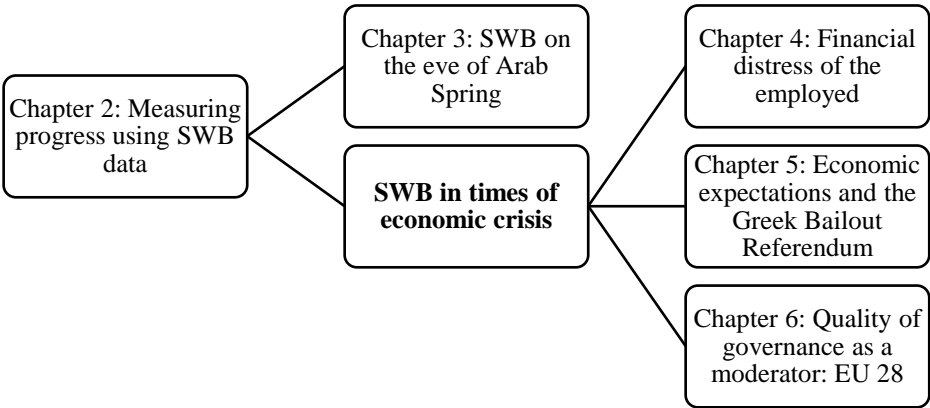 Chapter 2: Measuring
progress using SWB
data
Chapter 3: SWB on
the eve of Arab
Spring
SWB in times of
economic crisis
Chapter 4: Financial
distress of the
employed
Chapter 5: Economic
expectations and the
Greek Bailout
Referendum
Chapter 6: Quality of
governance as a
moderator: EU 28